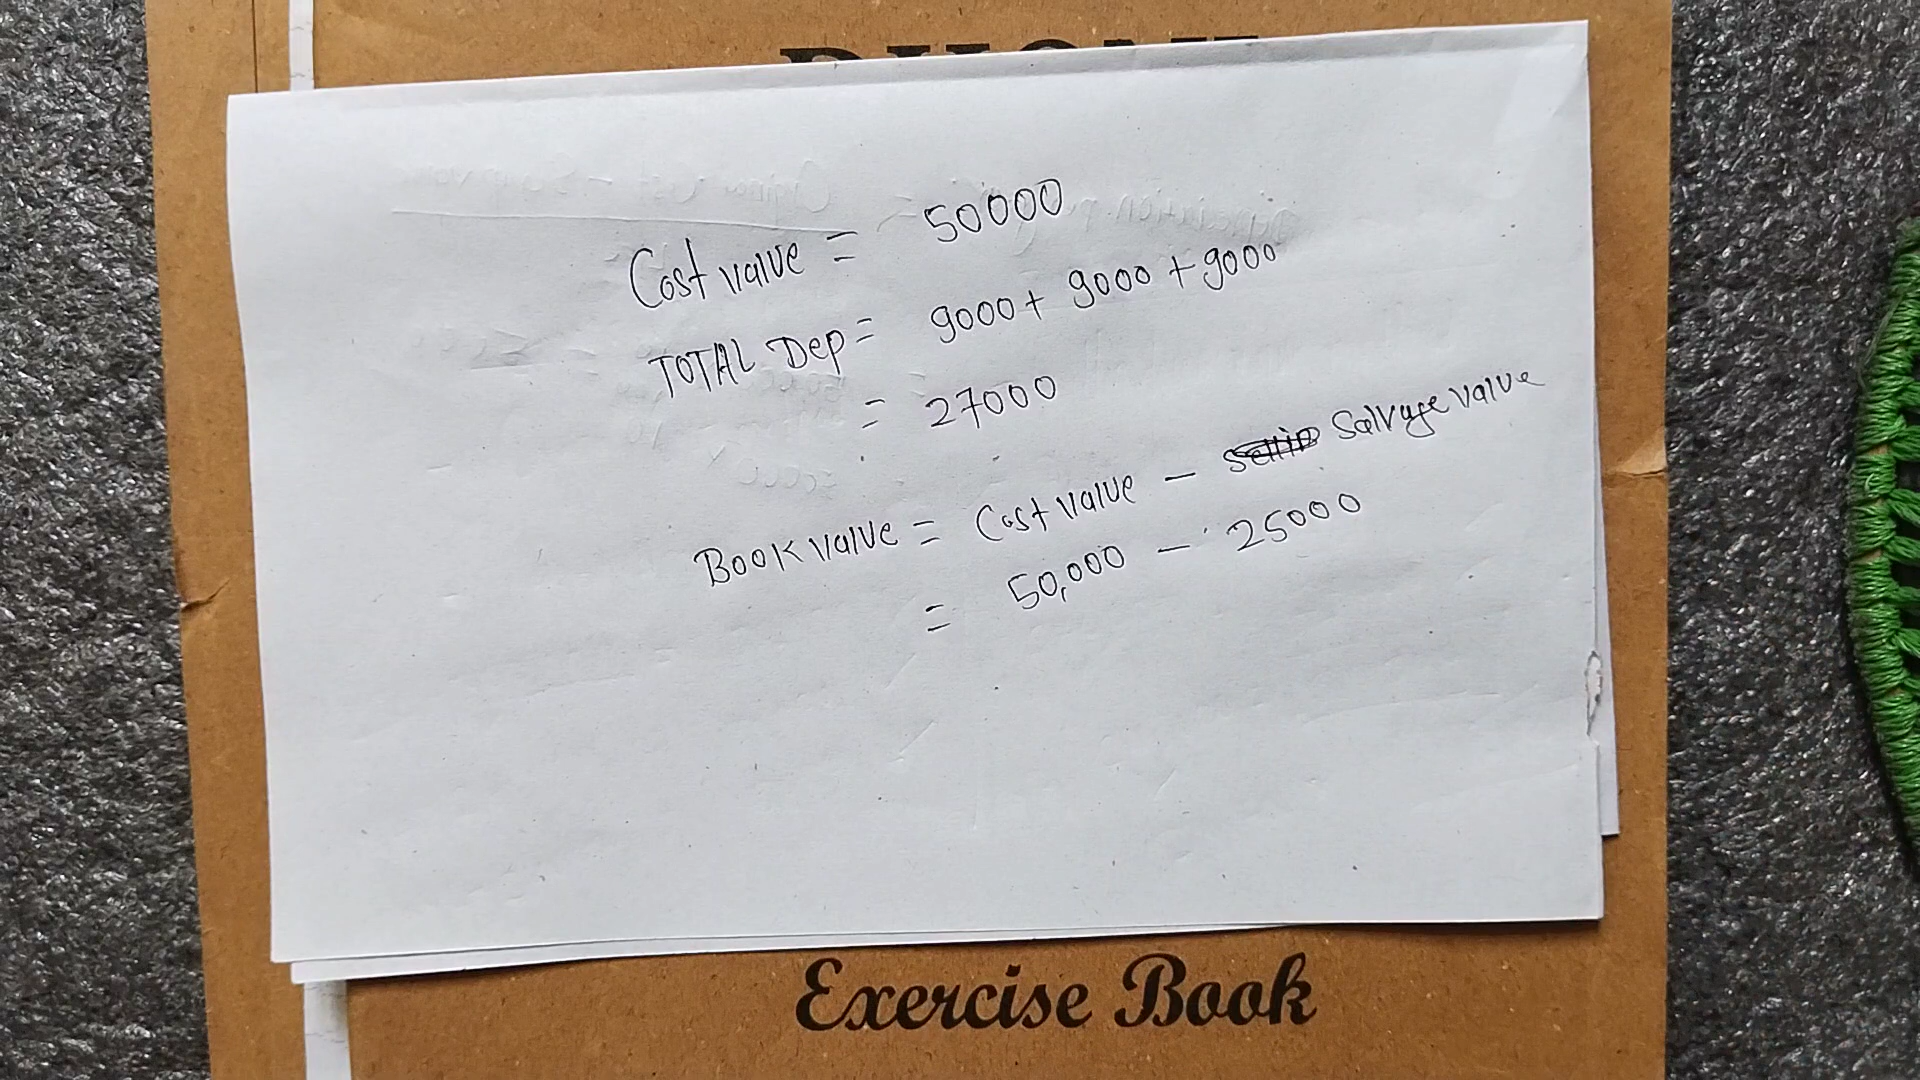 Cost value = 50000
TOTAL Dep = 9000 + 9000 + 9000
= 27000
Book value = Cost value - Salvage value
= 50,000 - 25000
Exercise Book